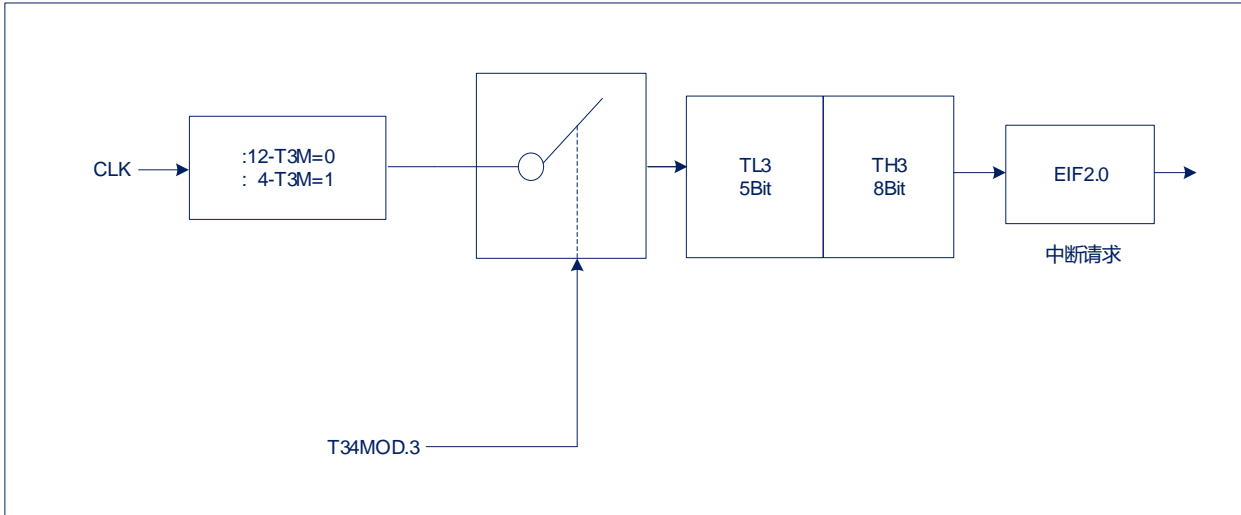 CLK
:12-T3M=0
: 4-T3M=1
TL3
5Bit
TH3
8Bit
EIF2.0
中断请求
T34MOD.3